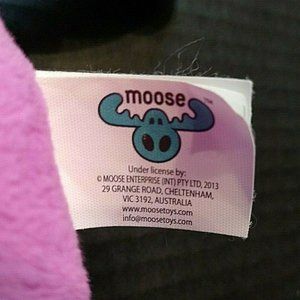 moose™
Under license by:
© MOOSE ENTERPRISE (INT) PTY LTD, 2013
29 GRANGE ROAD, CHELTENHAM,
VIC 3192, AUSTRALIA
www.moosetoys.com
info@moosetoys.com